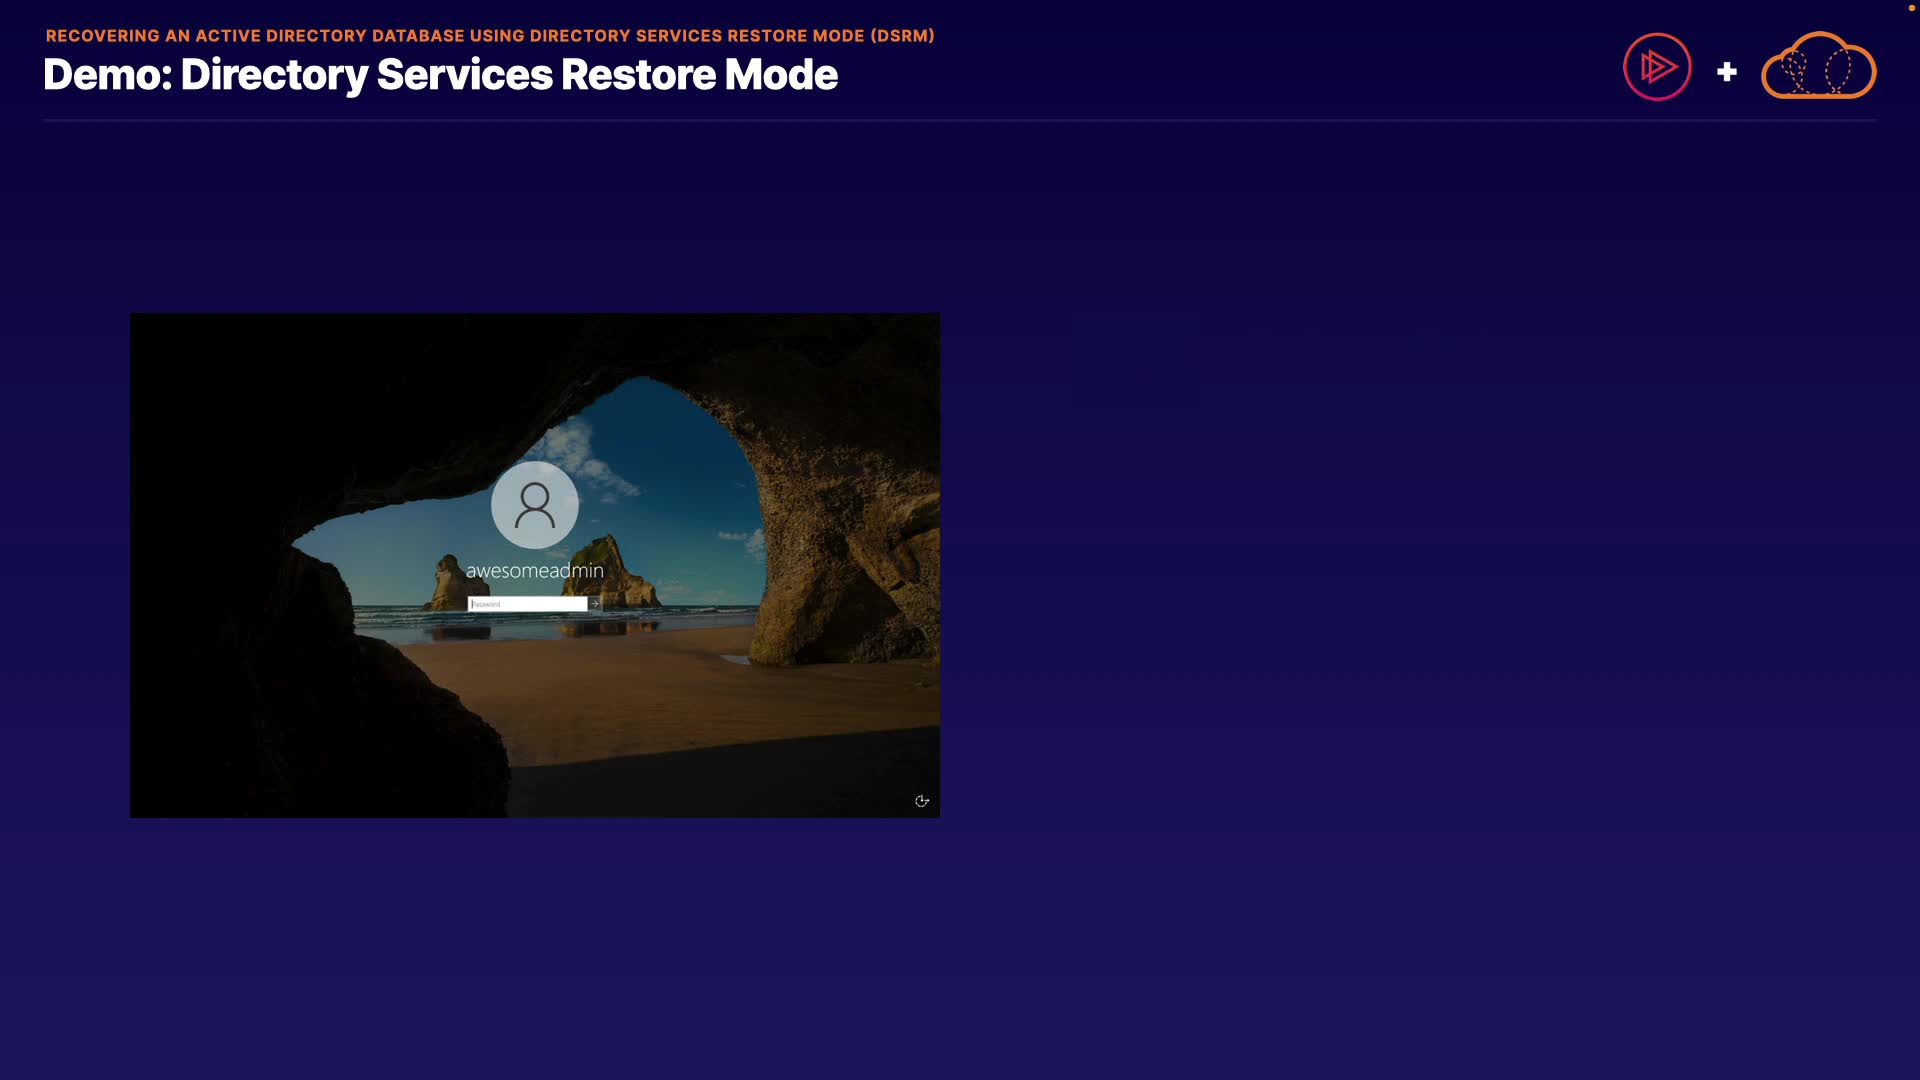 RECOVERING AN ACTIVE DIRECTORY DATABASE USING DIRECTORY SERVICES RESTORE MODE (DSRM)
Demo: Directory Services Restore Mode
awesomeadmin
Password